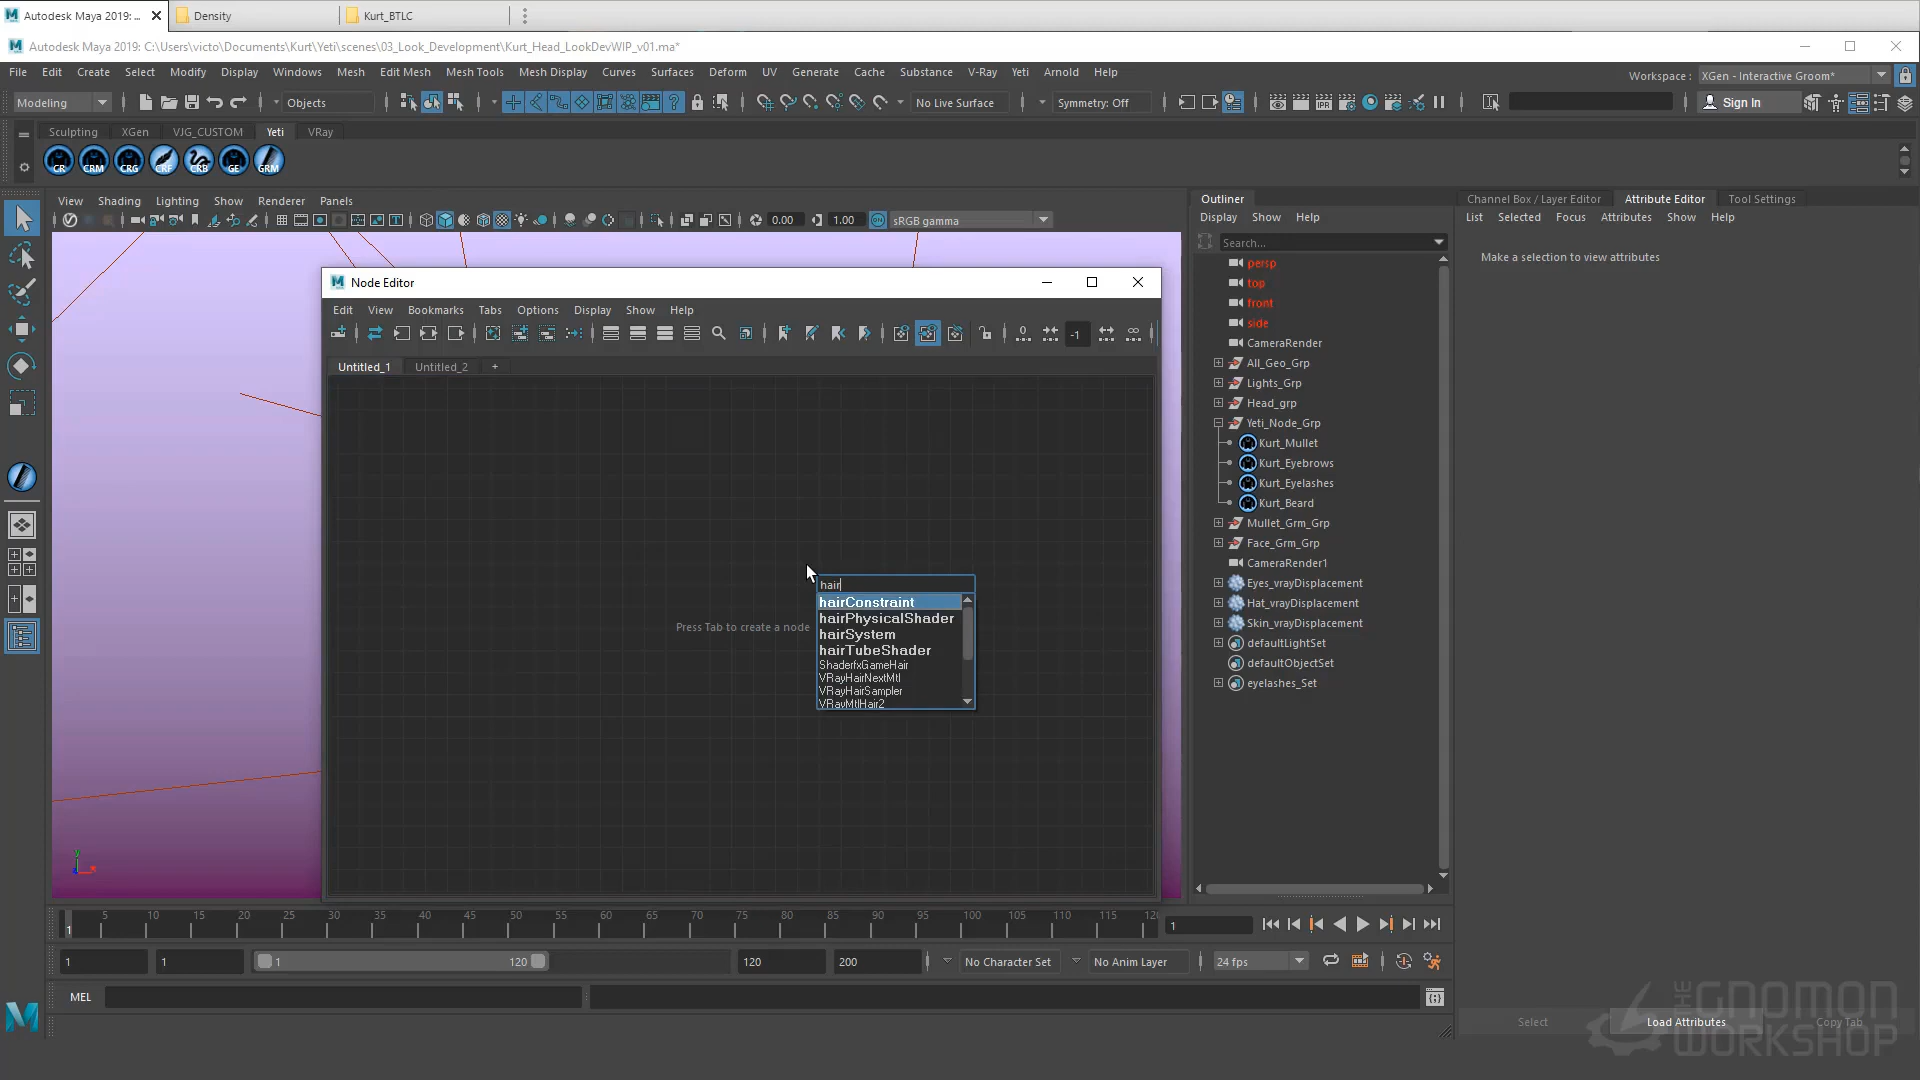 Autodesk Maya 2019: ...
Density
Kurt_BTLC
Autodesk Maya 2019: C:\Users\victo\Documents\Kurt\Yeti\scenes\03_Look_Development\Kurt_Head_LookDevWIP_v01.ma*
File Edit Create Select Modify Display Windows Mesh Edit Mesh Mesh Tools Mesh Display Curves Surfaces Deform UV Generate Cache Substance V-Ray Yeti Arnold Help
Workspace : XGen - Interactive Groom*
Modeling
Objects
No Live Surface
Symmetry: Off
IPR
Sign In
Sculpting XGen VJG_CUSTOM Yeti VRay
CR CRM CRG CRF CRB GE GRM
View Shading Lighting Show Renderer Panels
0.00
1.00
ON
sRGB gamma
Outliner
Display Show Help
Search...
persp
top
front
side
CameraRender
All_Geo_Grp
Lights_Grp
Head_grp
Yeti_Node_Grp
Kurt_Mullet
Kurt_Eyebrows
Kurt_Eyelashes
Kurt_Beard
Mullet_Grm_Grp
Face_Grm_Grp
CameraRender1
Eyes_vrayDisplacement
Hat_vrayDisplacement
Skin_vrayDisplacement
defaultLightSet
defaultObjectSet
eyelashes_Set
Channel Box / Layer Editor Attribute Editor Tool Settings
List Selected Focus Attributes Show Help
Make a selection to view attributes
Node Editor
Edit View Bookmarks Tabs Options Display Show Help
0
-1
∞
Untitled_1 Untitled_2 +
Press Tab to create a node
hair
hairConstraint
hairPhysicalShader
hairSystem
hairTubeShader
ShaderfxGameHair
VRayHairNextMtl
VRayHairSampler
VRayMtlHair2
5 10 15 20 25 30 35 40 45 50 55 60 65 70 75 80 85 90 95 100 105 110 115 120
1
1
1
1
1
120
120
200
No Character Set
No Anim Layer
24 fps
MEL
Select
Load Attributes
Copy Tab
THE GNOMON WORKSHOP